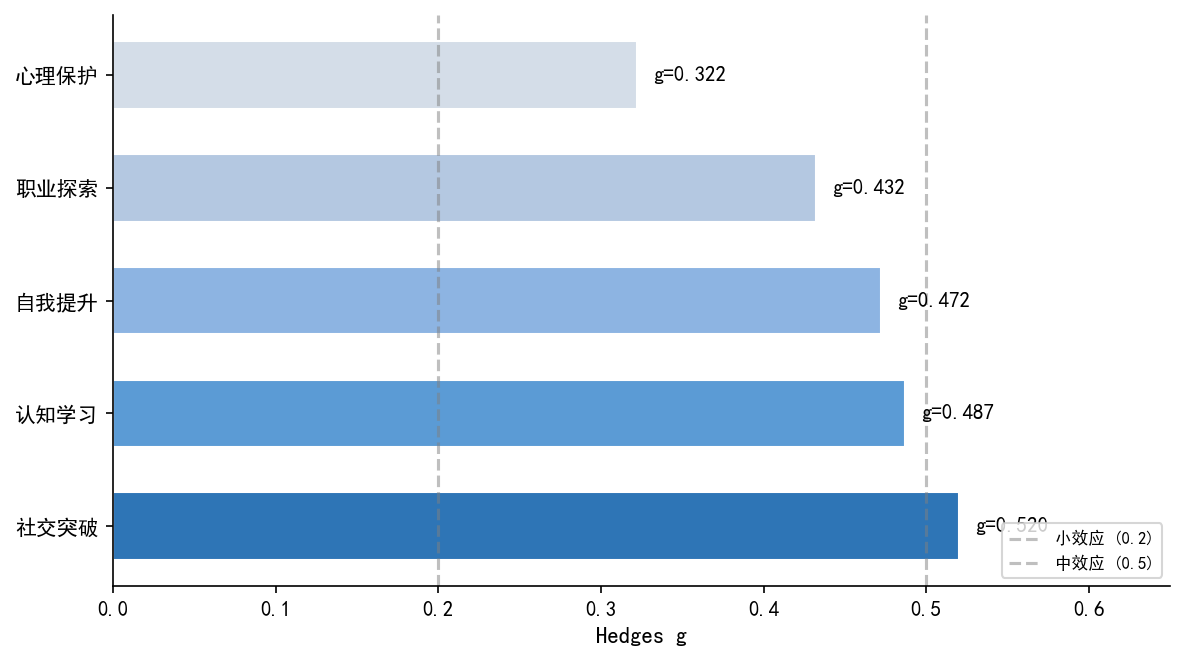 心理保护
g=0.322
职业探索
g=0.432
自我提升
g=0.472
认知学习
g=0.487
社交突破
g=0.520
小效应 (0.2)
中效应 (0.5)
0.0 0.1 0.2 0.3 0.4 0.5 0.6
Hedges g